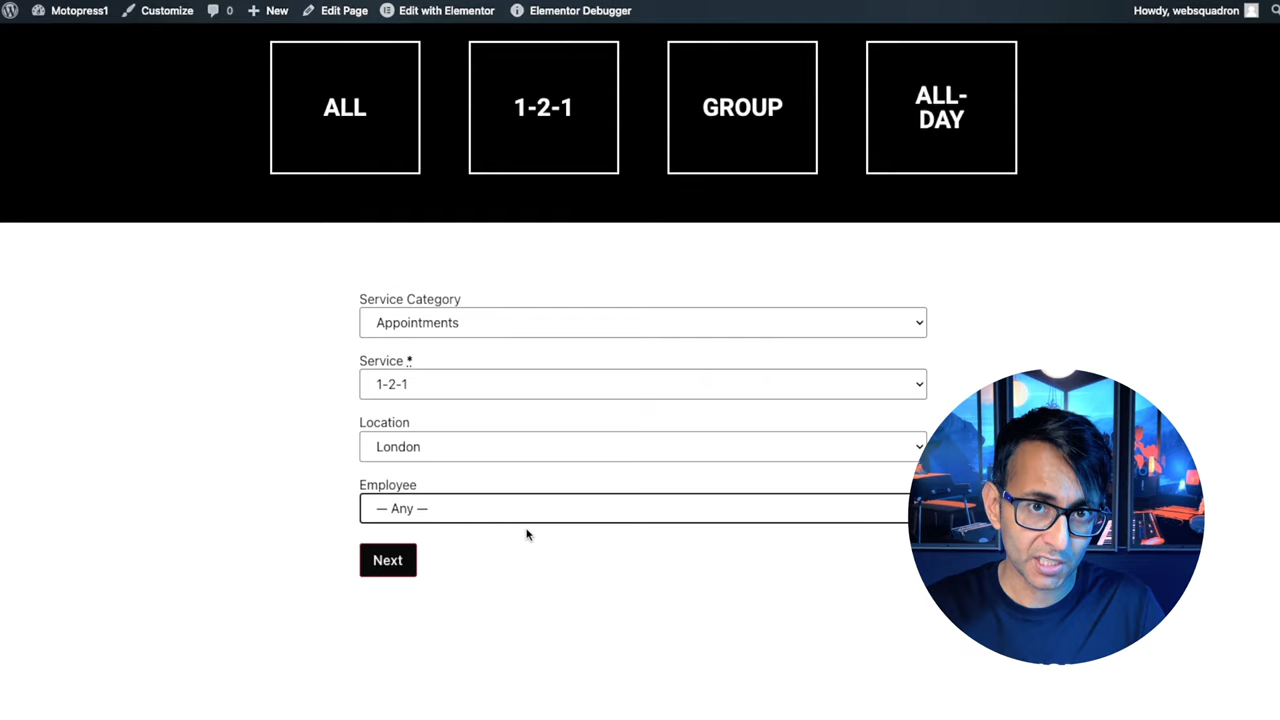 Motopress1 Customize 0 New Edit Page Edit with Elementor Elementor Debugger Howdy, websquadron
ALL 1-2-1 GROUP ALL-
DAY
Service Category
Appointments
Service *
1-2-1
Location
London
Employee
— Any —
Next